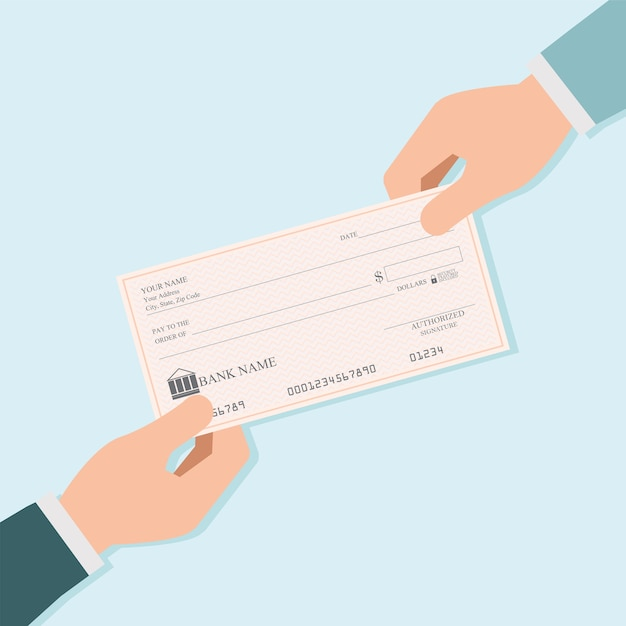 YOUR NAME
Your Address
City, State, Zip Code
DATE
PAY TO THE
ORDER OF
$
DOLLARS
AUTHORIZED
SIGNATURE
BANK NAME
56789 0001234567890 01234